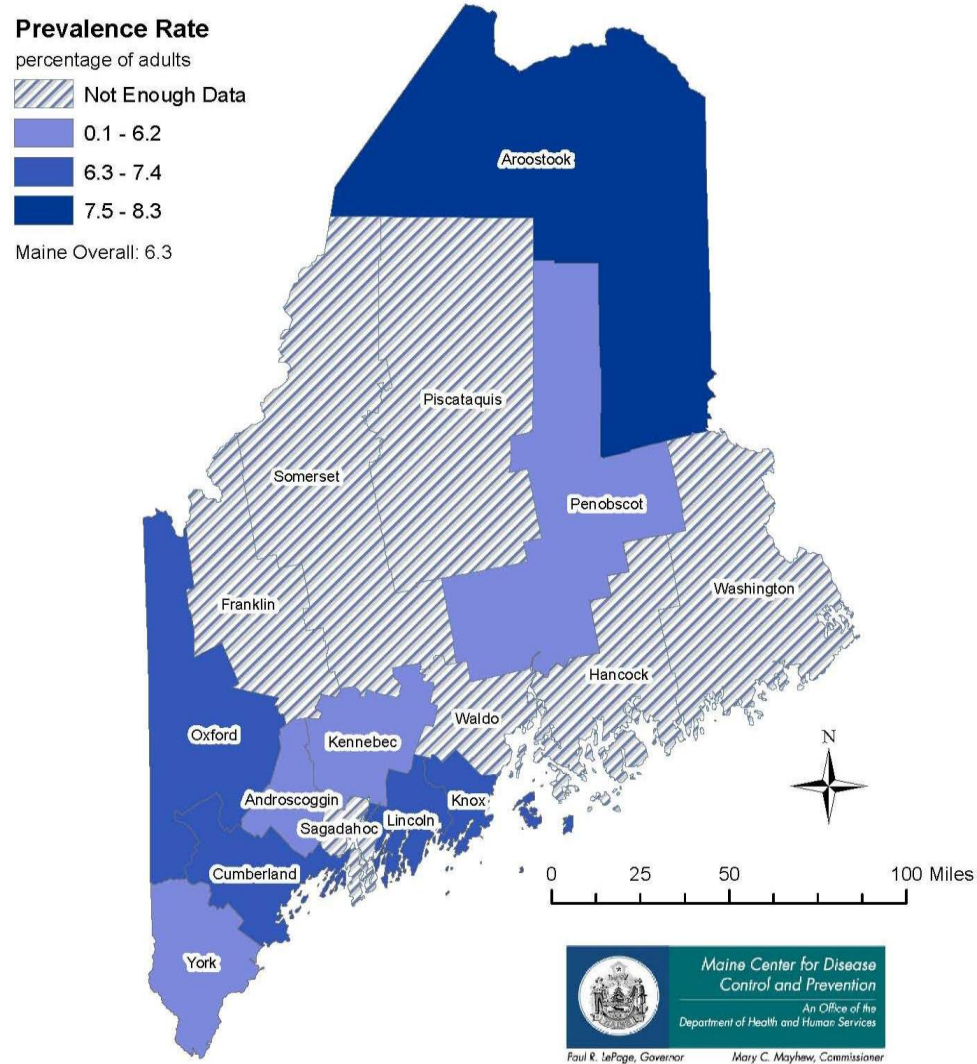 Prevalence Rate
percentage of adults
Not Enough Data
0.1 - 6.2
6.3 - 7.4
7.5 - 8.3
Maine Overall: 6.3
Aroostook
Piscataquis
Somerset
Penobscot
Washington
Franklin
Hancock
Waldo
Oxford
Kennebec
Androscoggin
Knox
Lincoln
Sagadahoc
Cumberland
York
N
0 25 50 100 Miles
Maine Center for Disease
Control and Prevention
An Office of the
Department of Health and Human Services
Paul R. LePage, Governor Mary C. Mayhew, Commissioner